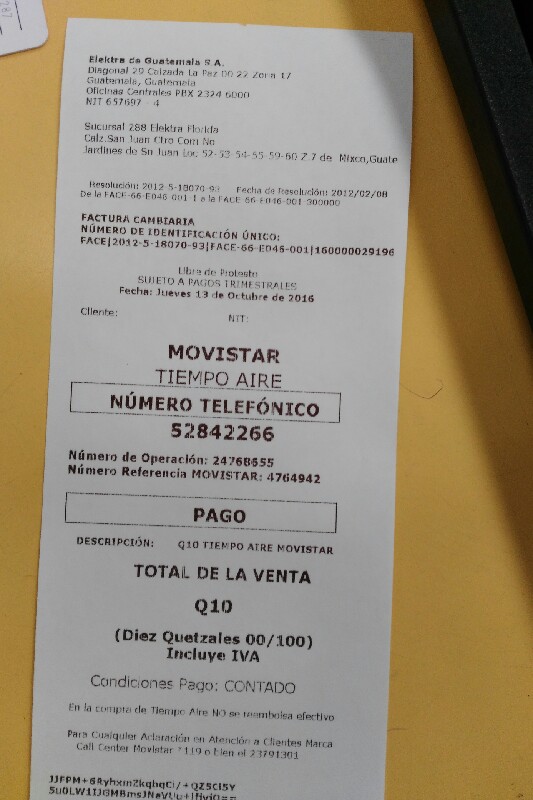 Elektra de Guatemala S.A.
Diagonal 29 Calzada La Paz 00 22 Zona 17
Guatemala, Guatemala
Oficinas Centrales PBX 2324 6000
NIT 657697 - 4
Sucursal 288 Elektra Florida
Calz.San Juan Ctro Com No
Jardines de Sn Juan Loc 52-53-54-55-59-60 Z.7 de Mixco,Guate
Resolución: 2012-5-18070-93 Fecha de Resolución: 2012/02/08
De la FACE-66-E046-001-1 a la FACE-66-E046-001-300000
FACTURA CAMBIARIA
NÚMERO DE IDENTIFICACIÓN ÚNICO:
FACE|2012-5-18070-93|FACE-66-E046-001|160000029196
Libre de Protesto
SUJETO A PAGOS TRIMESTRALES
Fecha: Jueves 13 de Octubre de 2016
Cliente: NIT:
MOVISTAR
TIEMPO AIRE
NÚMERO TELEFÓNICO
52842266
Número de Operación: 24768655
Número Referencia MOVISTAR: 4764942
PAGO
DESCRIPCIÓN: Q10 TIEMPO AIRE MOVISTAR
TOTAL DE LA VENTA
Q10
(Diez Quetzales 00/100)
Incluye IVA
Condiciones Pago: CONTADO
En la compra de Tiempo Aire NO se reembolsa efectivo
Para Cualquier Aclaración en Atención a Clientes Marca
Call Center Movistar *119 o bien el 23791301
287